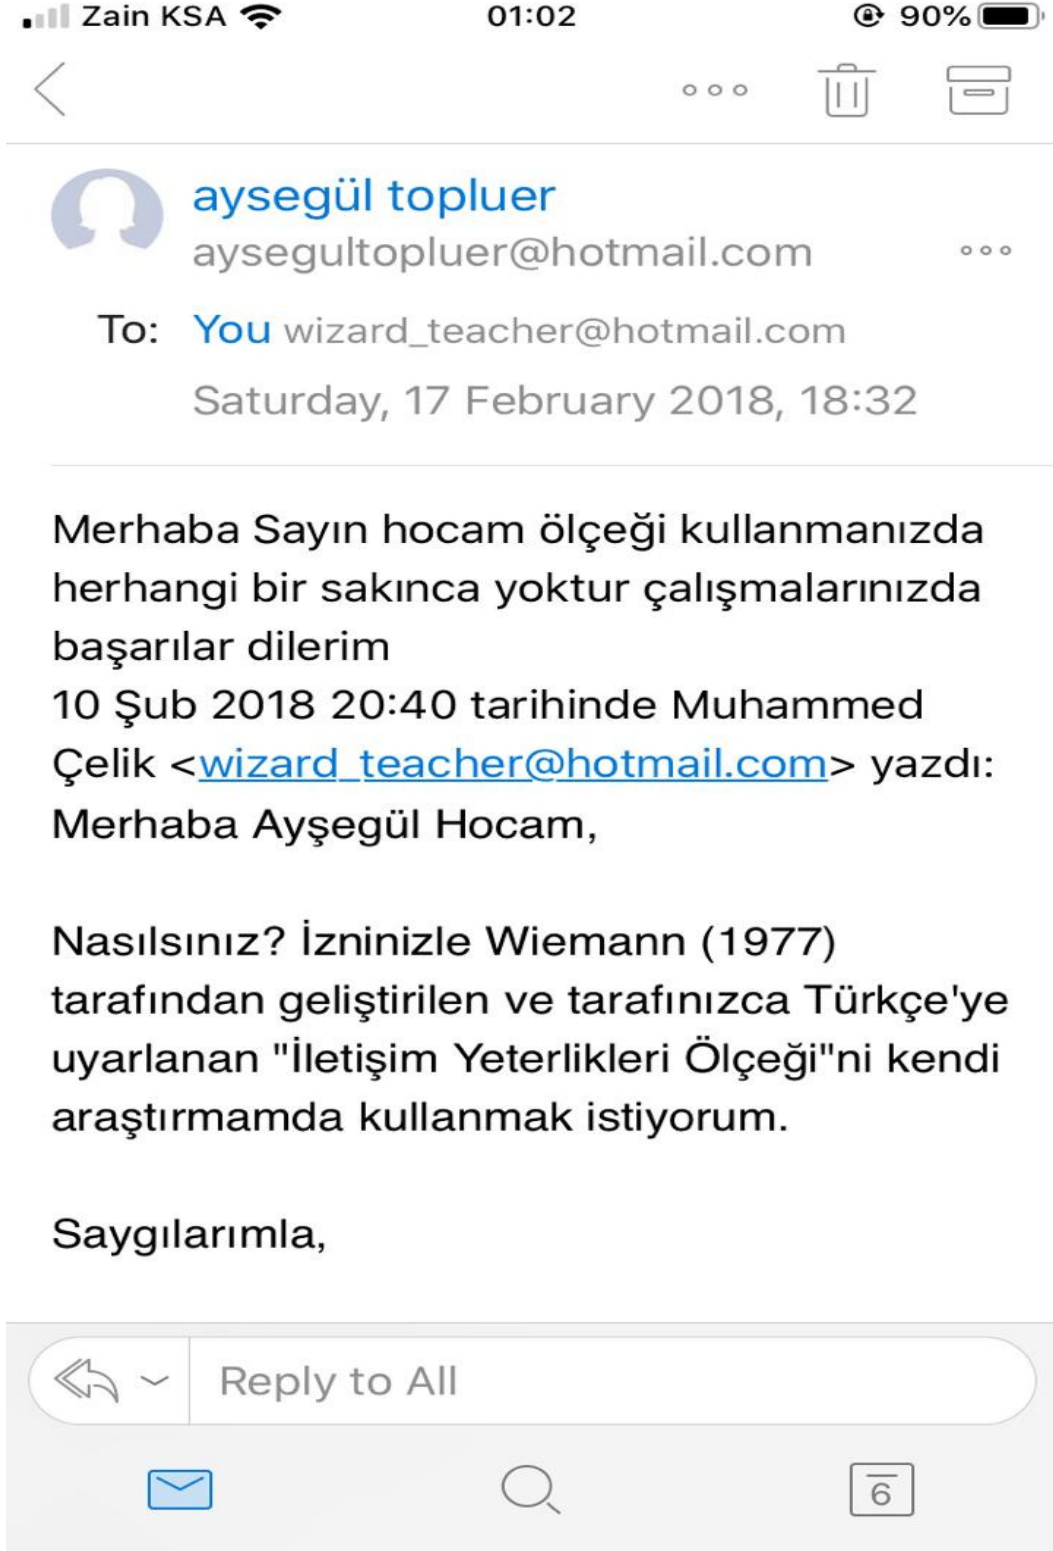 Zain KSA 01:02 90%
aysegül topluer
aysegultopluer@hotmail.com
To: You wizard_teacher@hotmail.com
Saturday, 17 February 2018, 18:32
Merhaba Sayın hocam ölçeği kullanmanızda
herhangi bir sakınca yoktur çalışmalarınızda
başarılar dilerim
10 Şub 2018 20:40 tarihinde Muhammed
Çelik <wizard_teacher@hotmail.com> yazdı:
Merhaba Ayşegül Hocam,
Nasılsınız? İzninizle Wiemann (1977)
tarafından geliştirilen ve tarafınızca Türkçe'ye
uyarlanan "İletişim Yeterlikleri Ölçeği"ni kendi
araştırmamda kullanmak istiyorum.
Saygılarımla,
Reply to All
6